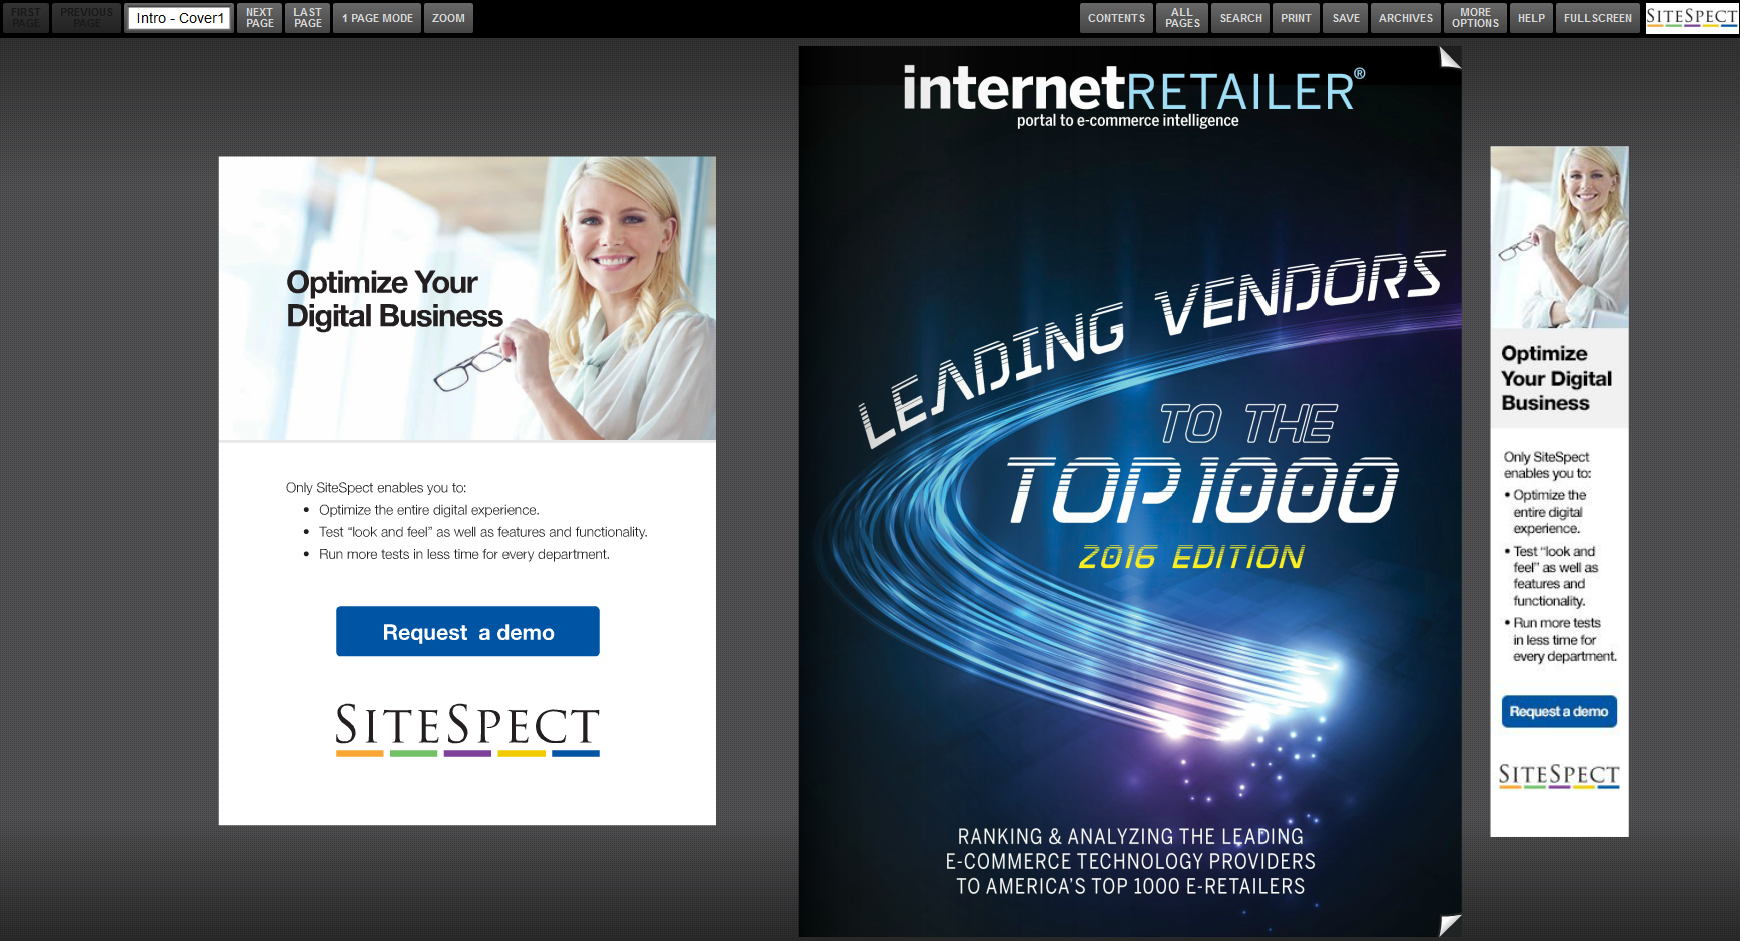 FIRST
PAGE
PREVIOUS
PAGE
Intro - Cover1
NEXT
PAGE
LAST
PAGE
1 PAGE MODE
ZOOM
CONTENTS
ALL
PAGES
SEARCH
PRINT
SAVE
ARCHIVES
MORE
OPTIONS
HELP
FULLSCREEN
SITESPECT
Optimize Your
Digital Business
Only SiteSpect enables you to:
• Optimize the entire digital experience.
• Test “look and feel” as well as features and functionality.
• Run more tests in less time for every department.
Request a demo
SITESPECT
internetRETAILER®
portal to e-commerce intelligence
LEADING VENDORS
TO THE
TOP 1000
2016 EDITION
RANKING & ANALYZING THE LEADING
E-COMMERCE TECHNOLOGY PROVIDERS
TO AMERICA'S TOP 1000 E-RETAILERS
Optimize
Your Digital
Business
Only SiteSpect
enables you to:
• Optimize the
entire digital
experience.
• Test “look and
feel” as well as
features and
functionality.
• Run more tests
in less time for
every department.
Request a demo
SITESPECT